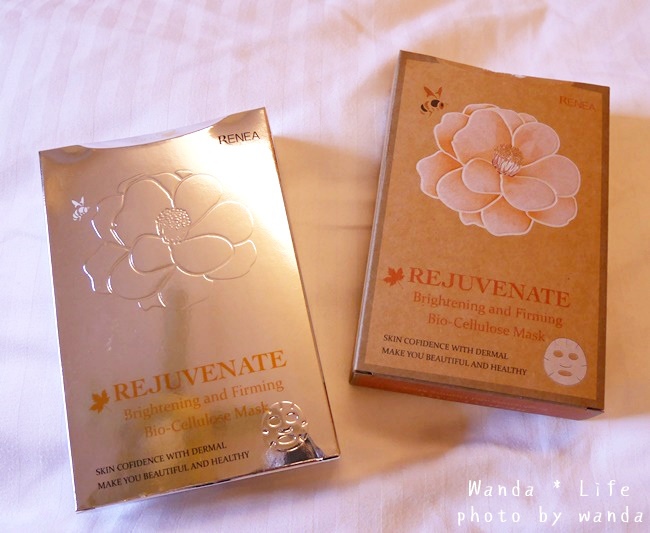 RENEA
REJUVENATE
Brightening and Firming
Bio-Cellulose Mask
SKIN COFIDENCE WITH DERMAL
MAKE YOU BEAUTIFUL AND HEALTHY
RENEA
REJUVENATE
Brightening and Firming
Bio-Cellulose Mask
SKIN COFIDENCE WITH DERMAL
MAKE YOU BEAUTIFUL AND HEALTHY
Wanda * Life
photo by wanda